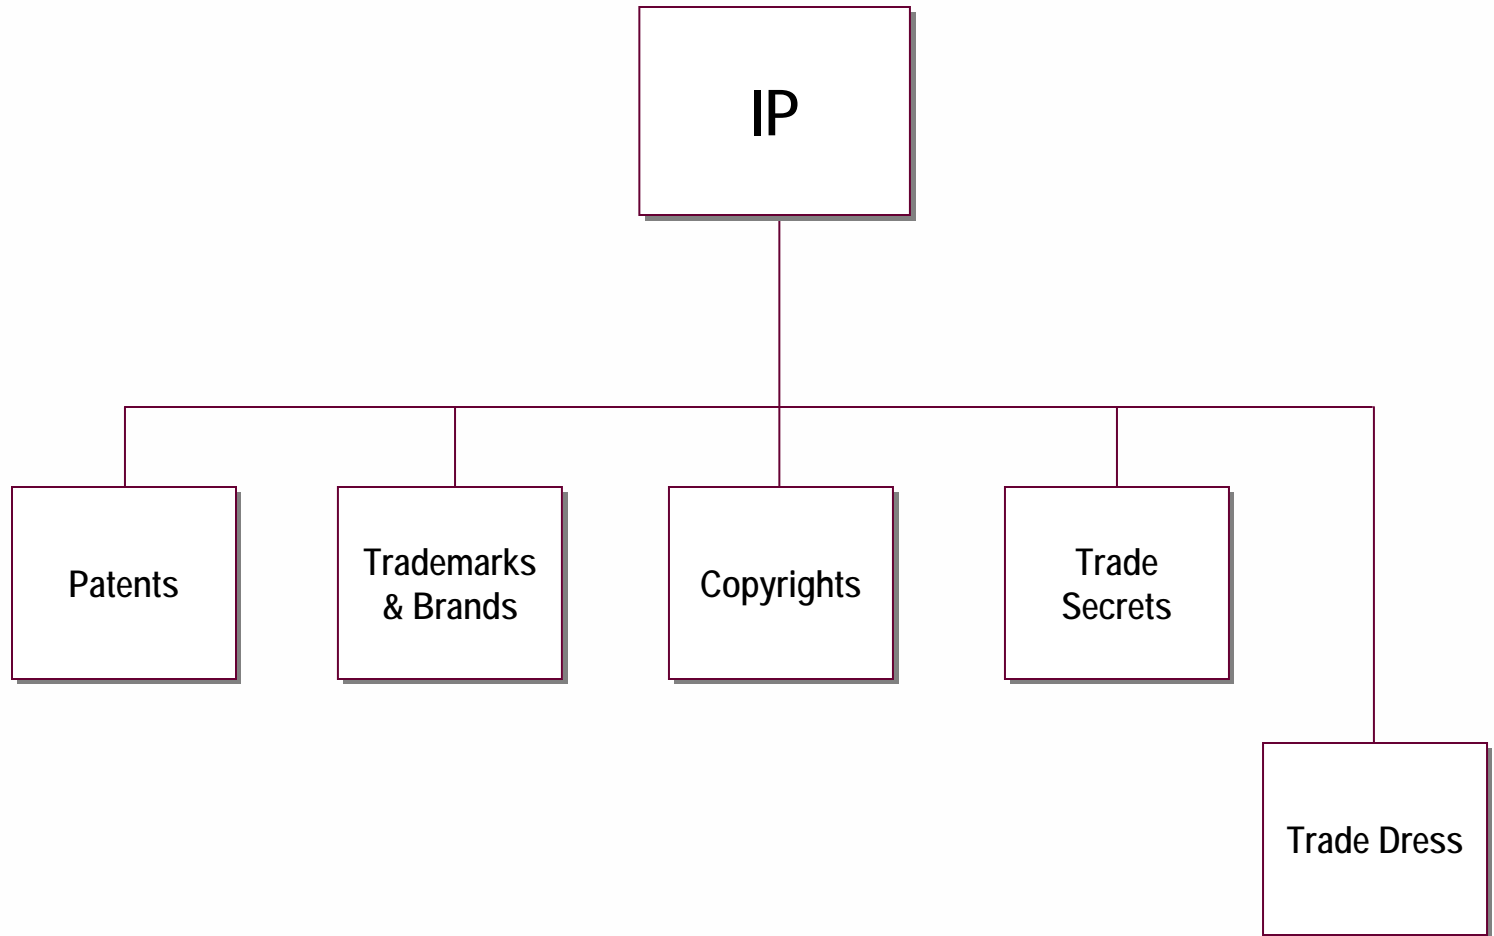 IP
Patents
Trademarks
& Brands
Copyrights
Trade
Secrets
Trade Dress